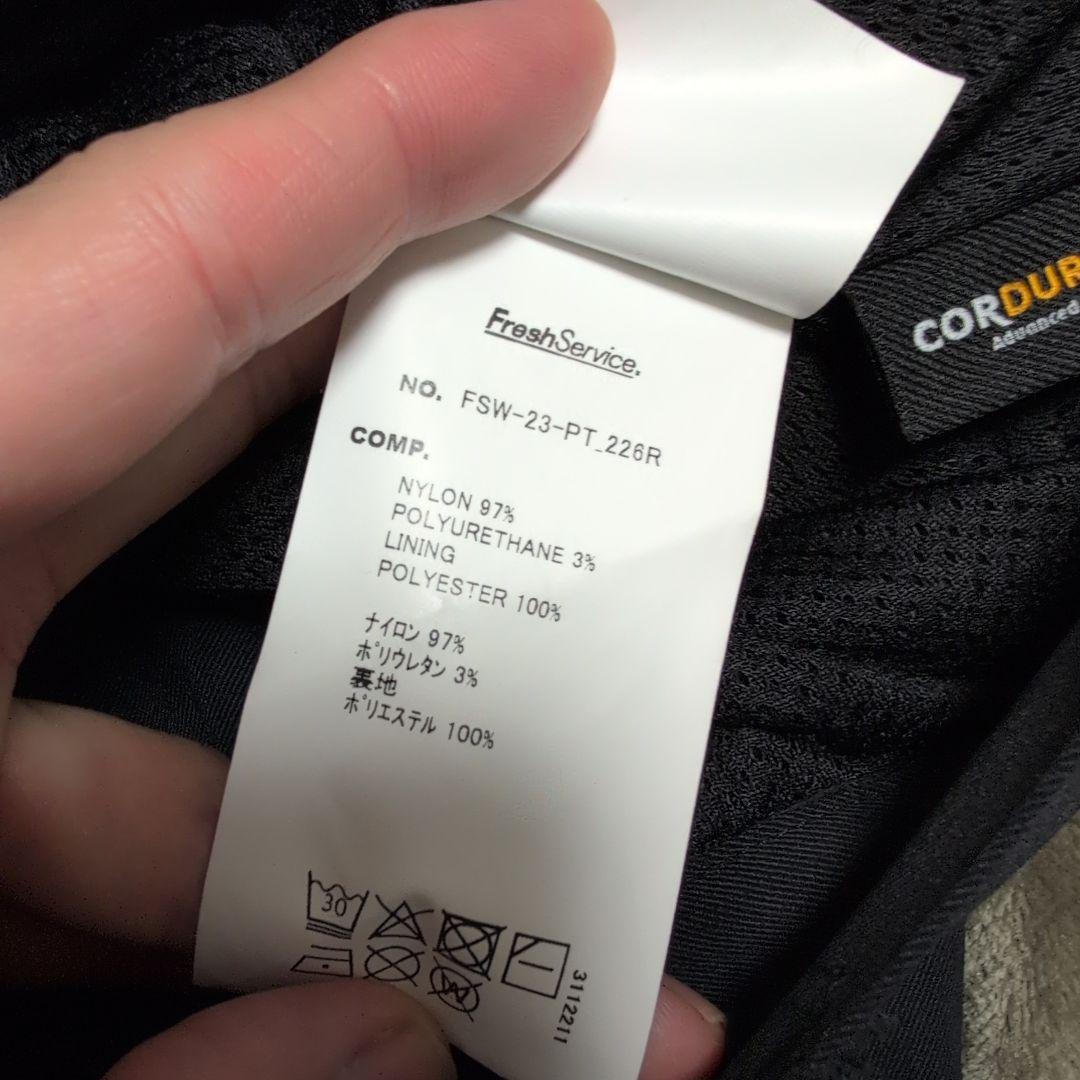 FreshService.
NO. FSW-23-PT_226R
COMP.
NYLON 97%
POLYURETHANE 3%
LINING
POLYESTER 100%
ナイロン 97%
ポリウレタン 3%
裏地
ポリエステル 100%
30
W
3112211
CORDUR
Advanced